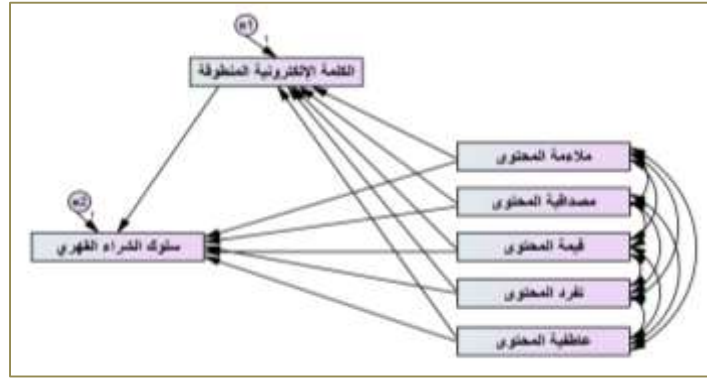 e1
1
الكلمة الإلكترونية المنطوقة
ملاءمة المحتوى
مصداقية المحتوى
e2
1
قيمة المحتوى
سلوك الشراء القهري
تفرد المحتوى
عاطفية المحتوى